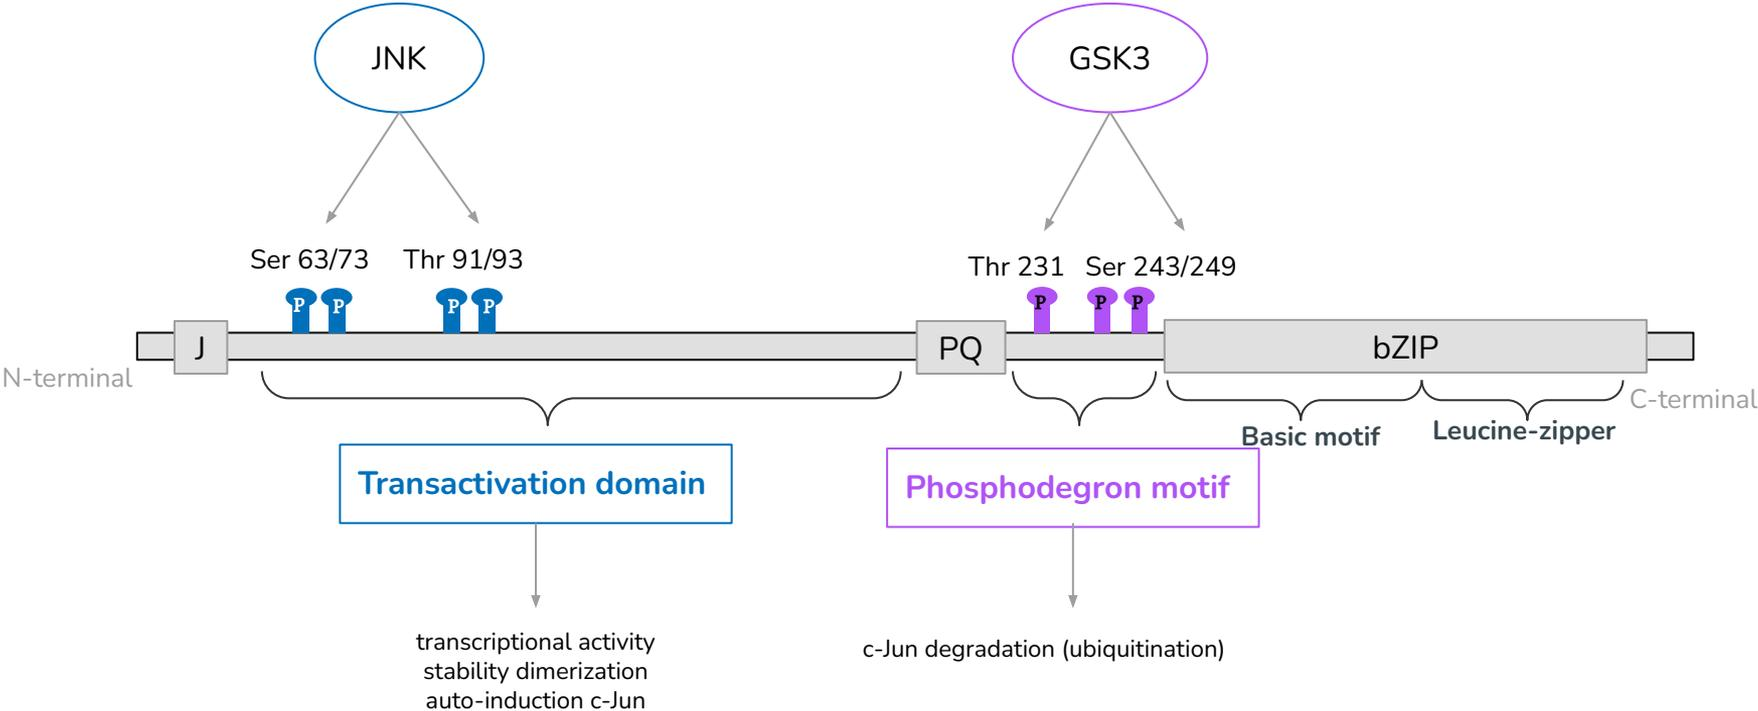 JNK
GSK3
Ser 63/73
Thr 91/93
Thr 231
Ser 243/249
P
P
P
P
P
P
P
J
PQ
bZIP
N-terminal
C-terminal
Basic motif
Leucine-zipper
Transactivation domain
Phosphodegron motif
transcriptional activity
stability dimerization
auto-induction c-Jun
c-Jun degradation (ubiquitination)